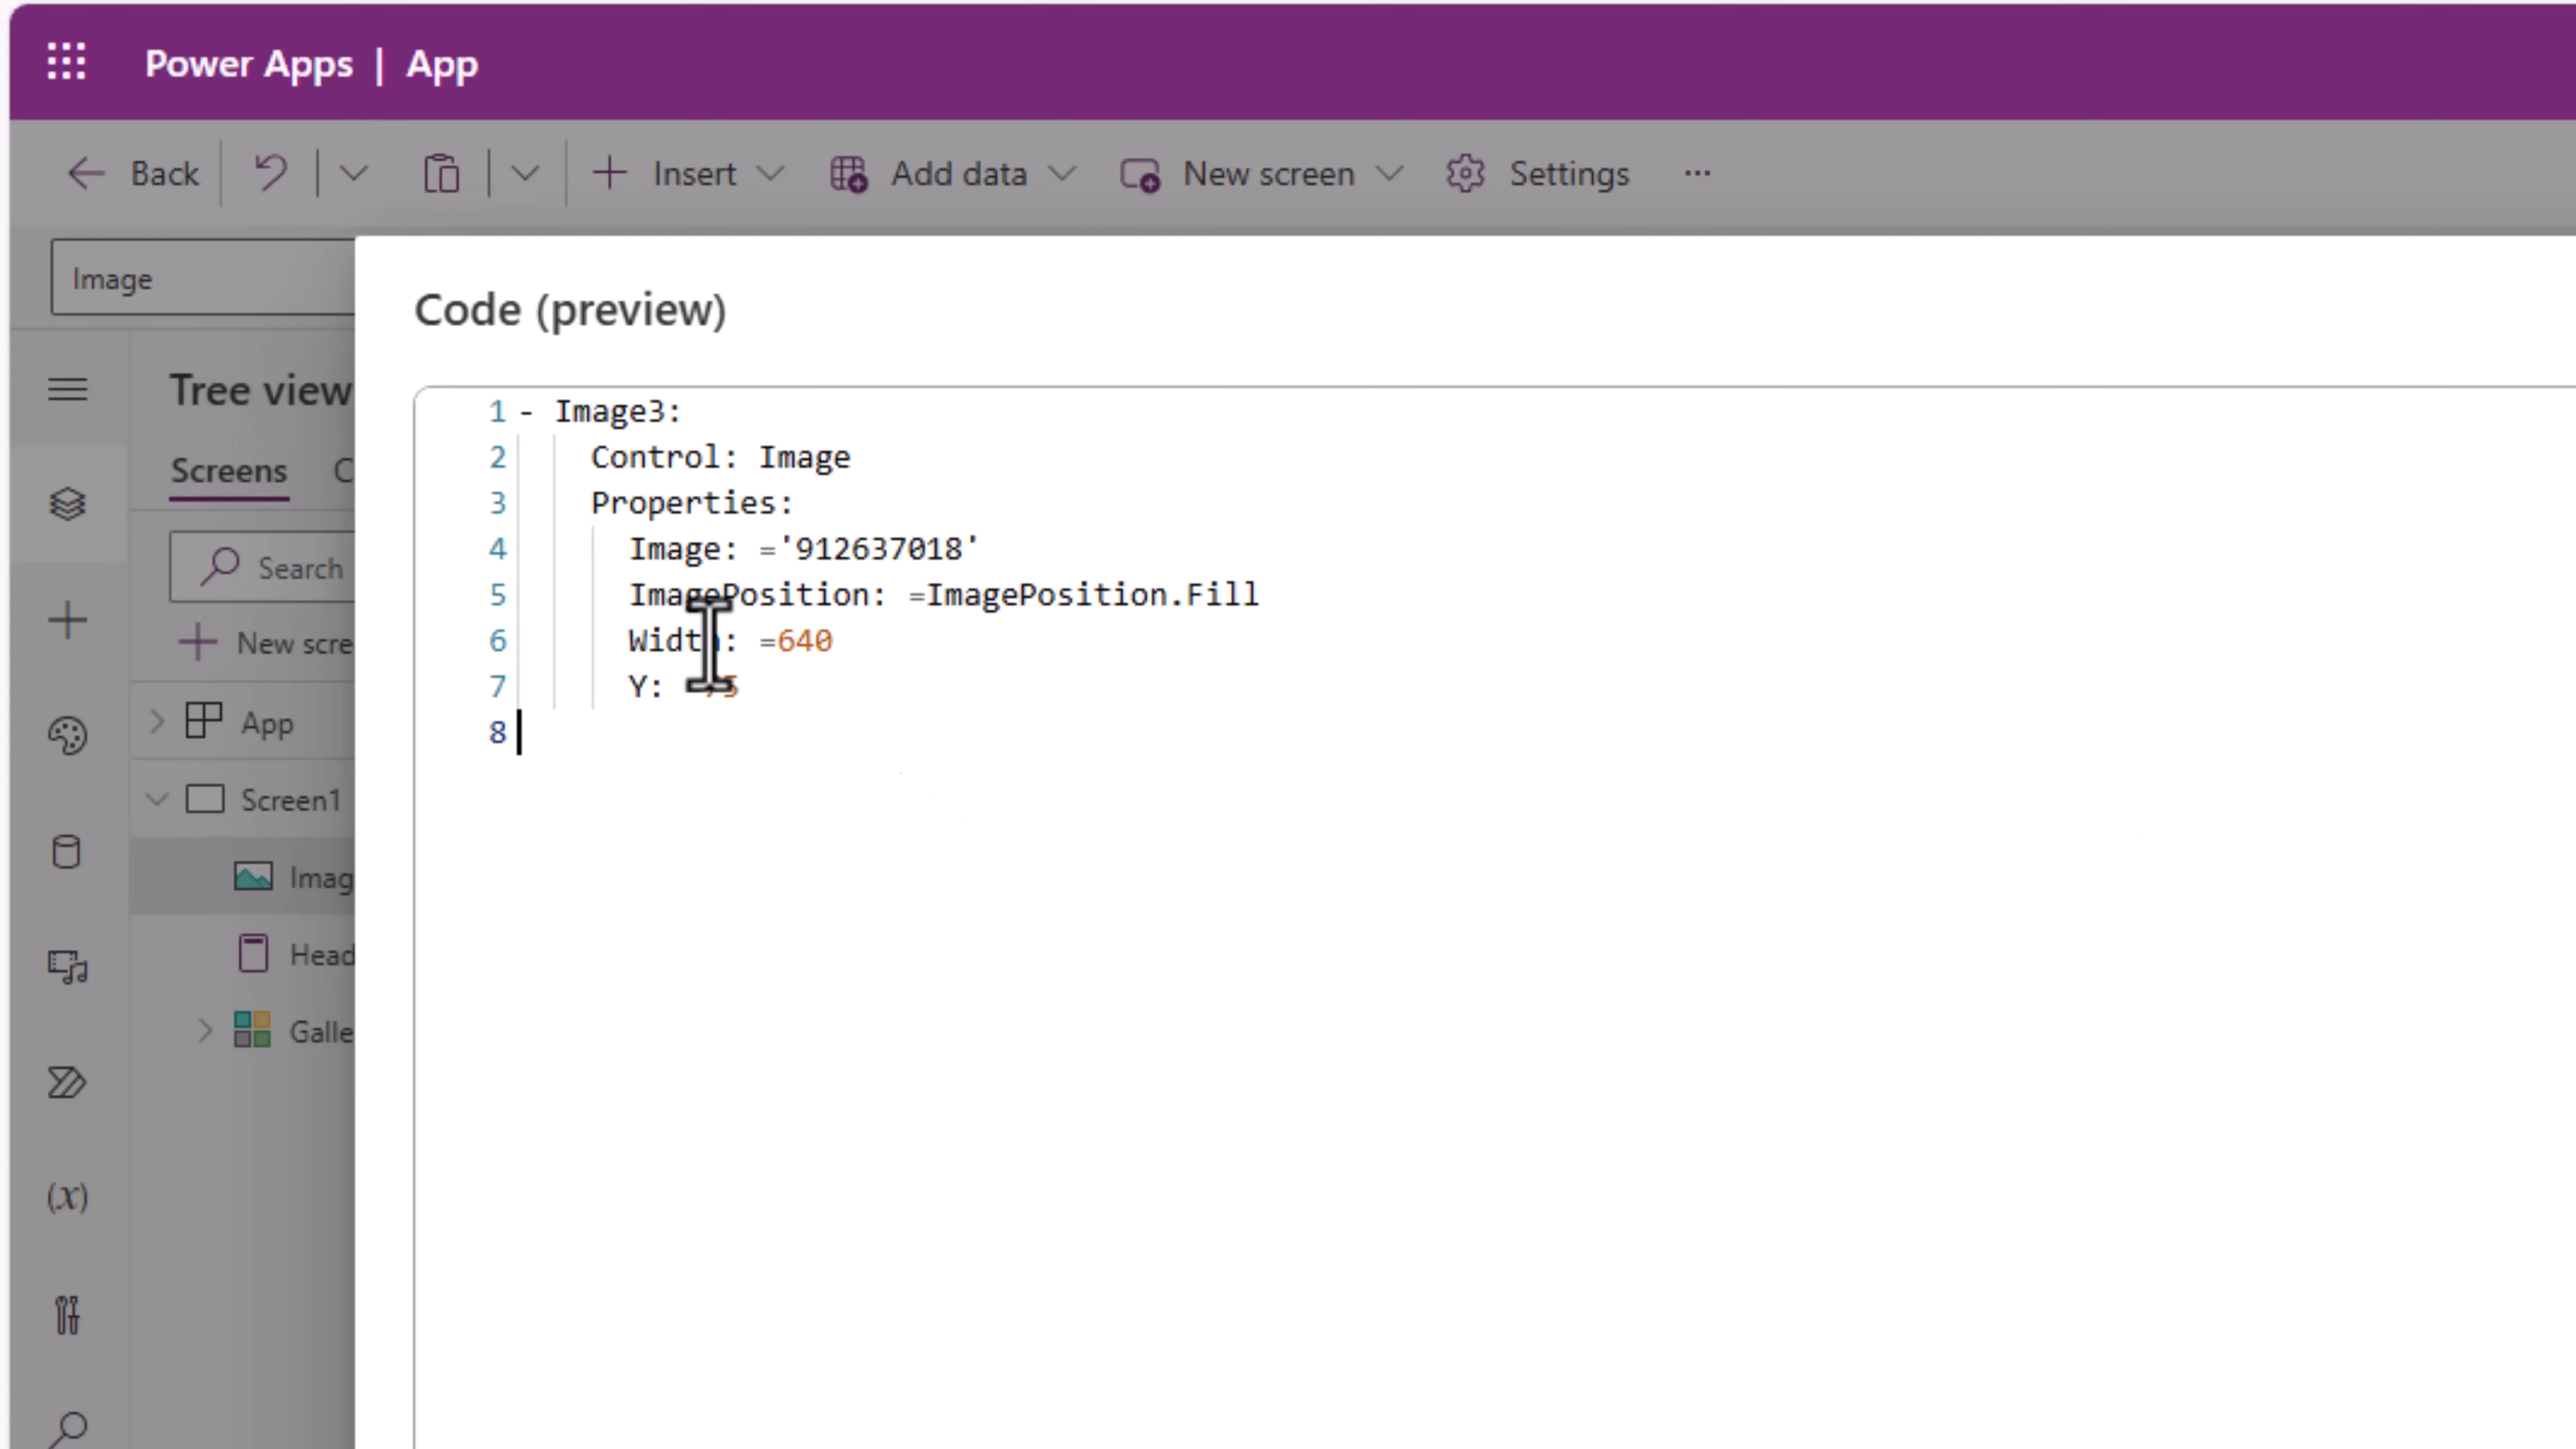 Power Apps | App
Back Insert Add data New screen Settings ...
Image
Code (preview)
Tree view
Screens C
Search
New scre
App
Screen1
Imag
Head
Galle
(x)
1 - Image3:
2 Control: Image
3 Properties:
4 Image: ='912637018'
5 ImagePosition: =ImagePosition.Fill
6 Width: =640
7 Y:
8